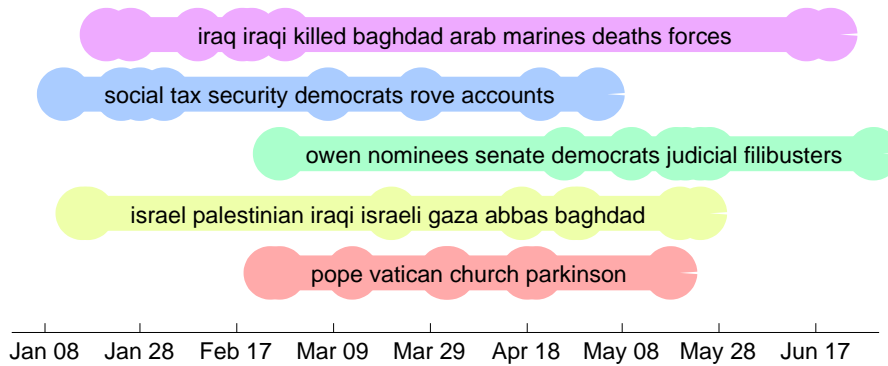 iraq iraqi killed baghdad arab marines deaths forces
social tax security democrats rove accounts
owen nominees senate democrats judicial filibusters
israel palestinian iraqi israeli gaza abbas baghdad
pope vatican church parkinson
Jan 08 Jan 28 Feb 17 Mar 09 Mar 29 Apr 18 May 08 May 28 Jun 17